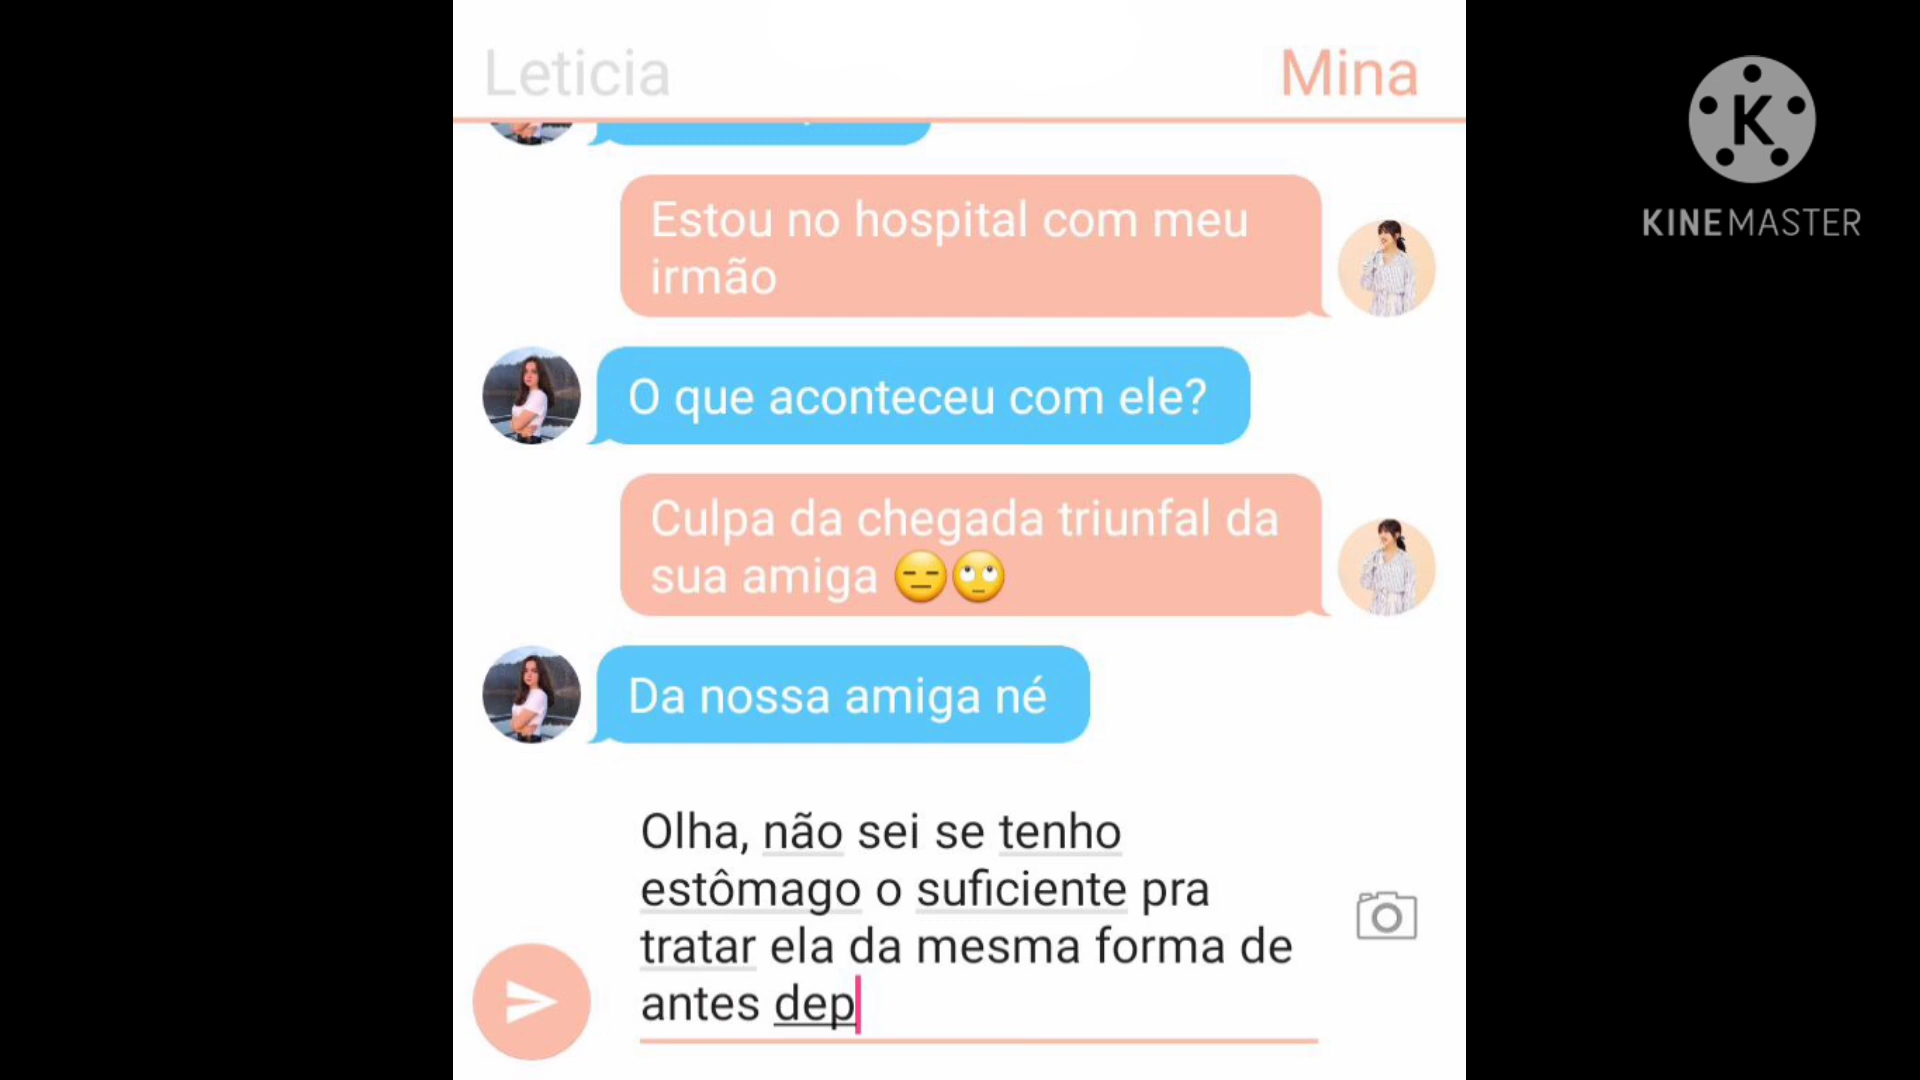 Leticia
Mina
Estou no hospital com meu
irmão
O que aconteceu com ele?
Culpa da chegada triunfal da
sua amiga 😑🙄
Da nossa amiga né
Olha, não sei se tenho
estômago o suficiente pra
tratar ela da mesma forma de
antes dep
K
KINEMASTER